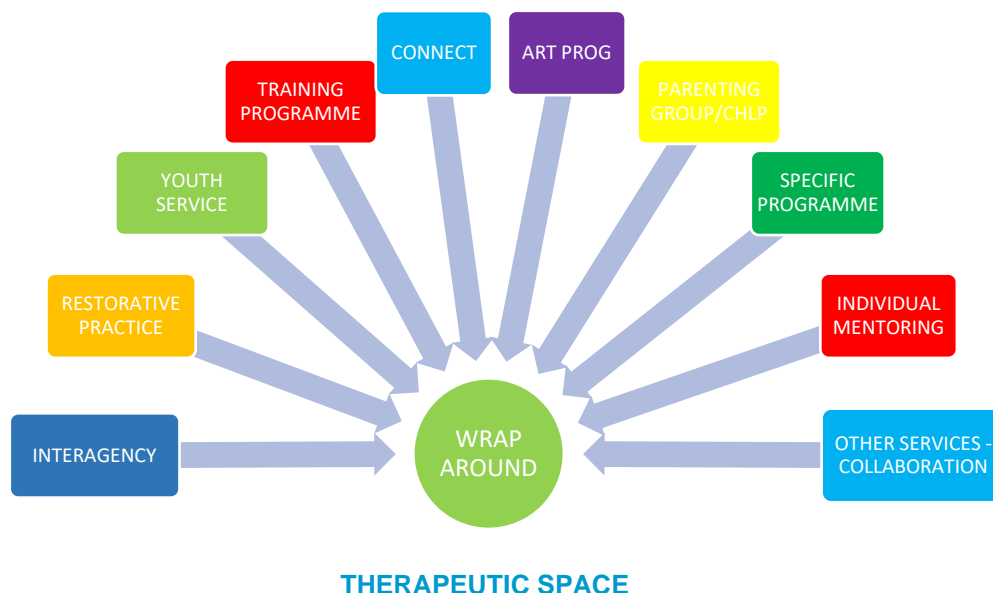 CONNECT
ART PROG
TRAINING
PROGRAMME
PARENTING
GROUP/CHLP
YOUTH
SERVICE
SPECIFIC
PROGRAMME
RESTORATIVE
PRACTICE
INDIVIDUAL
MENTORING
INTERAGENCY
WRAP
AROUND
OTHER SERVICES -
COLLABORATION
THERAPEUTIC SPACE